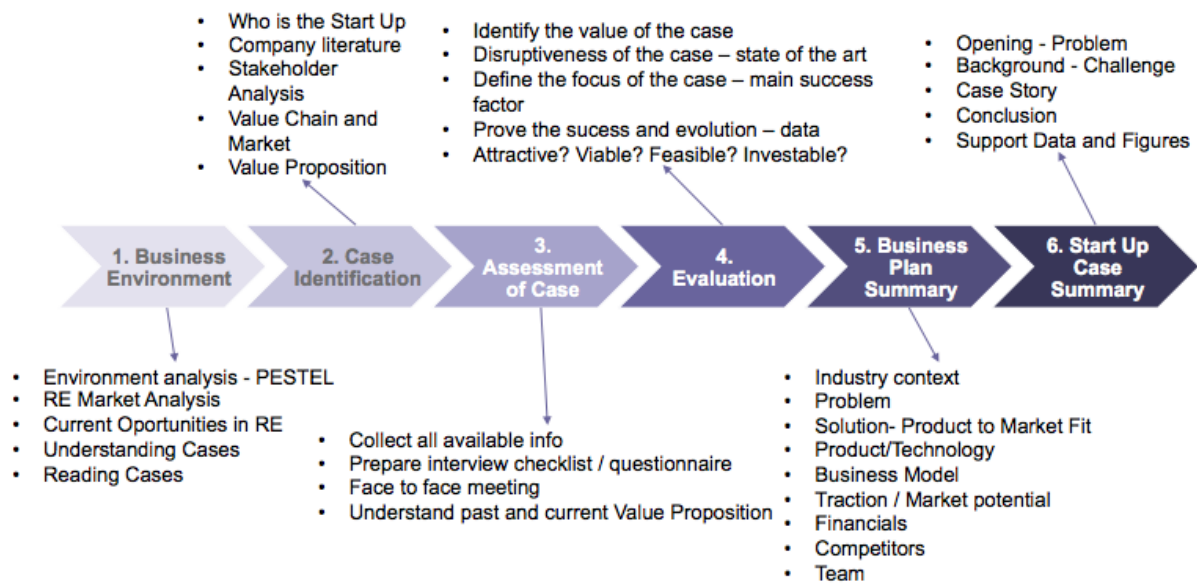 • Who is the Start Up
• Company literature
• Stakeholder
Analysis
• Value Chain and
Market
• Value Proposition
• Identify the value of the case
• Disruptiveness of the case – state of the art
• Define the focus of the case – main success
factor
• Prove the sucess and evolution – data
• Attractive? Viable? Feasible? Investable?
• Opening - Problem
• Background - Challenge
• Case Story
• Conclusion
• Support Data and Figures
1. Business
Environment
2. Case
Identification
3.
Assessment
of Case
4.
Evaluation
5. Business
Plan
Summary
6. Start Up
Case
Summary
• Environment analysis - PESTEL
• RE Market Analysis
• Current Oportunities in RE
• Understanding Cases
• Reading Cases
• Collect all available info
• Prepare interview checklist / questionnaire
• Face to face meeting
• Understand past and current Value Proposition
• Industry context
• Problem
• Solution- Product to Market Fit
• Product/Technology
• Business Model
• Traction / Market potential
• Financials
• Competitors
• Team